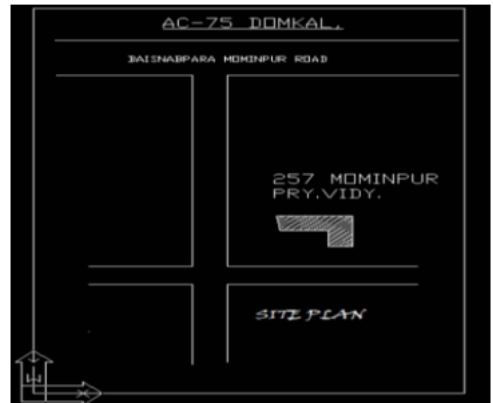 AC-75 DOMKAL,
BAISNABPARA MOMINPUR ROAD
257 MOMINPUR
PRY.VIDY.
SITE PLAN
W
X